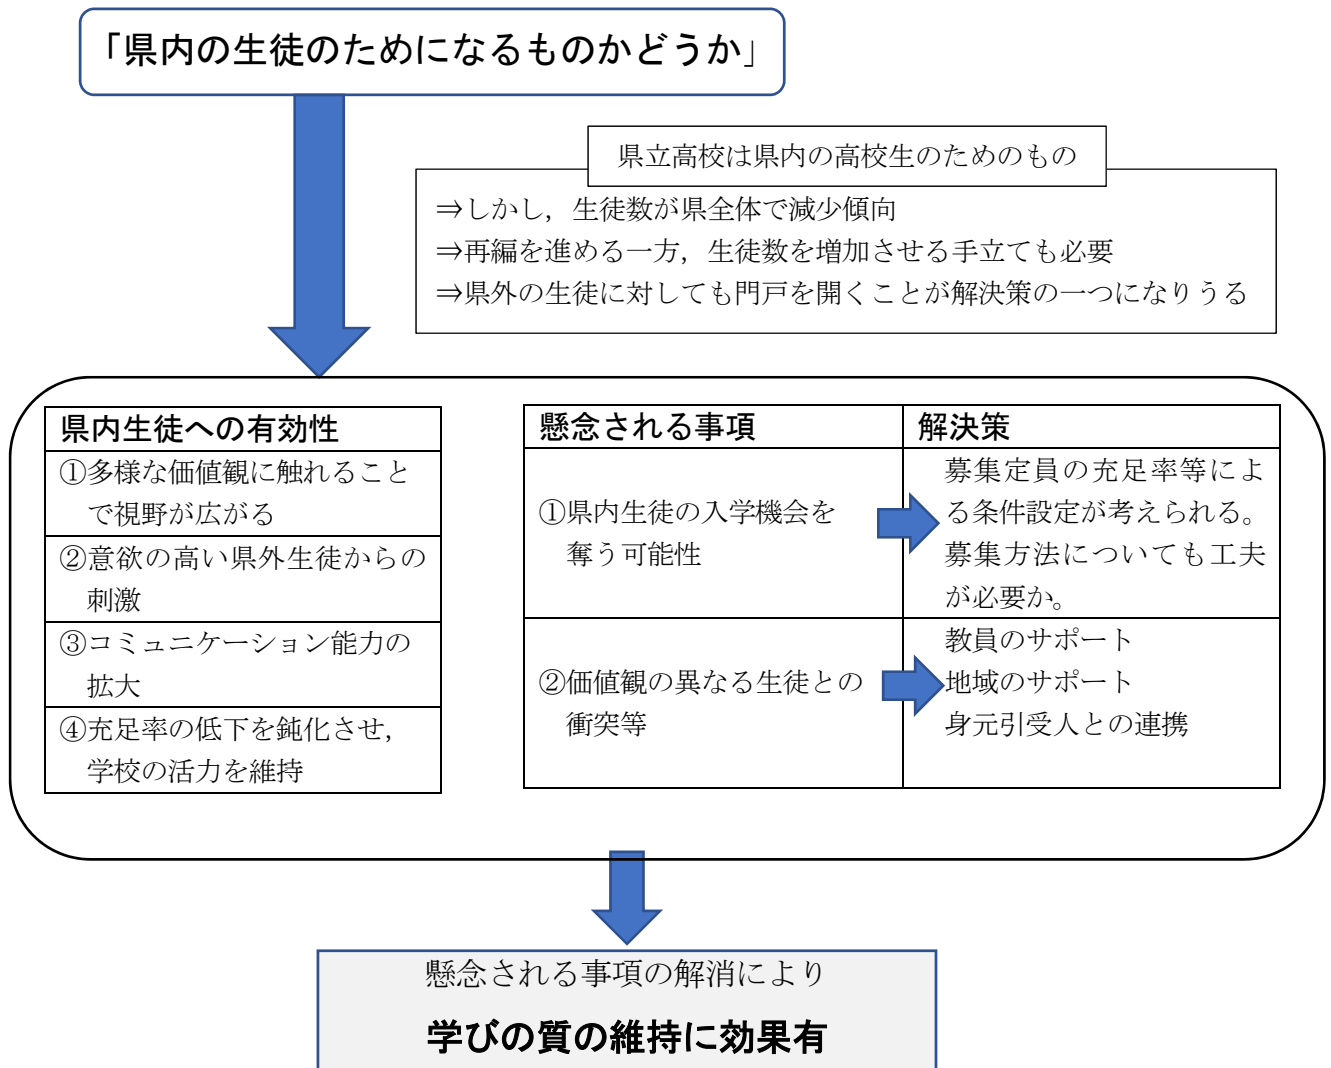 「県内の生徒のためになるものかどうか」
県立高校は県内の高校生のためのもの
⇒しかし，生徒数が県全体で減少傾向
⇒再編を進める一方，生徒数を増加させる手立ても必要
⇒県外の生徒に対しても門戸を開くことが解決策の一つになりうる
県内生徒への有効性
①多様な価値観に触れること
で視野が広がる
②意欲の高い県外生徒からの
刺激
③コミュニケーション能力の
拡大
④充足率の低下を鈍化させ，
学校の活力を維持
懸念される事項
解決策
①県内生徒の入学機会を
奪う可能性
募集定員の充足率等によ
る条件設定が考えられる。
募集方法についても工夫
が必要か。
②価値観の異なる生徒との
衝突等
教員のサポート
地域のサポート
身元引受人との連携
懸念される事項の解消により
学びの質の維持に効果有